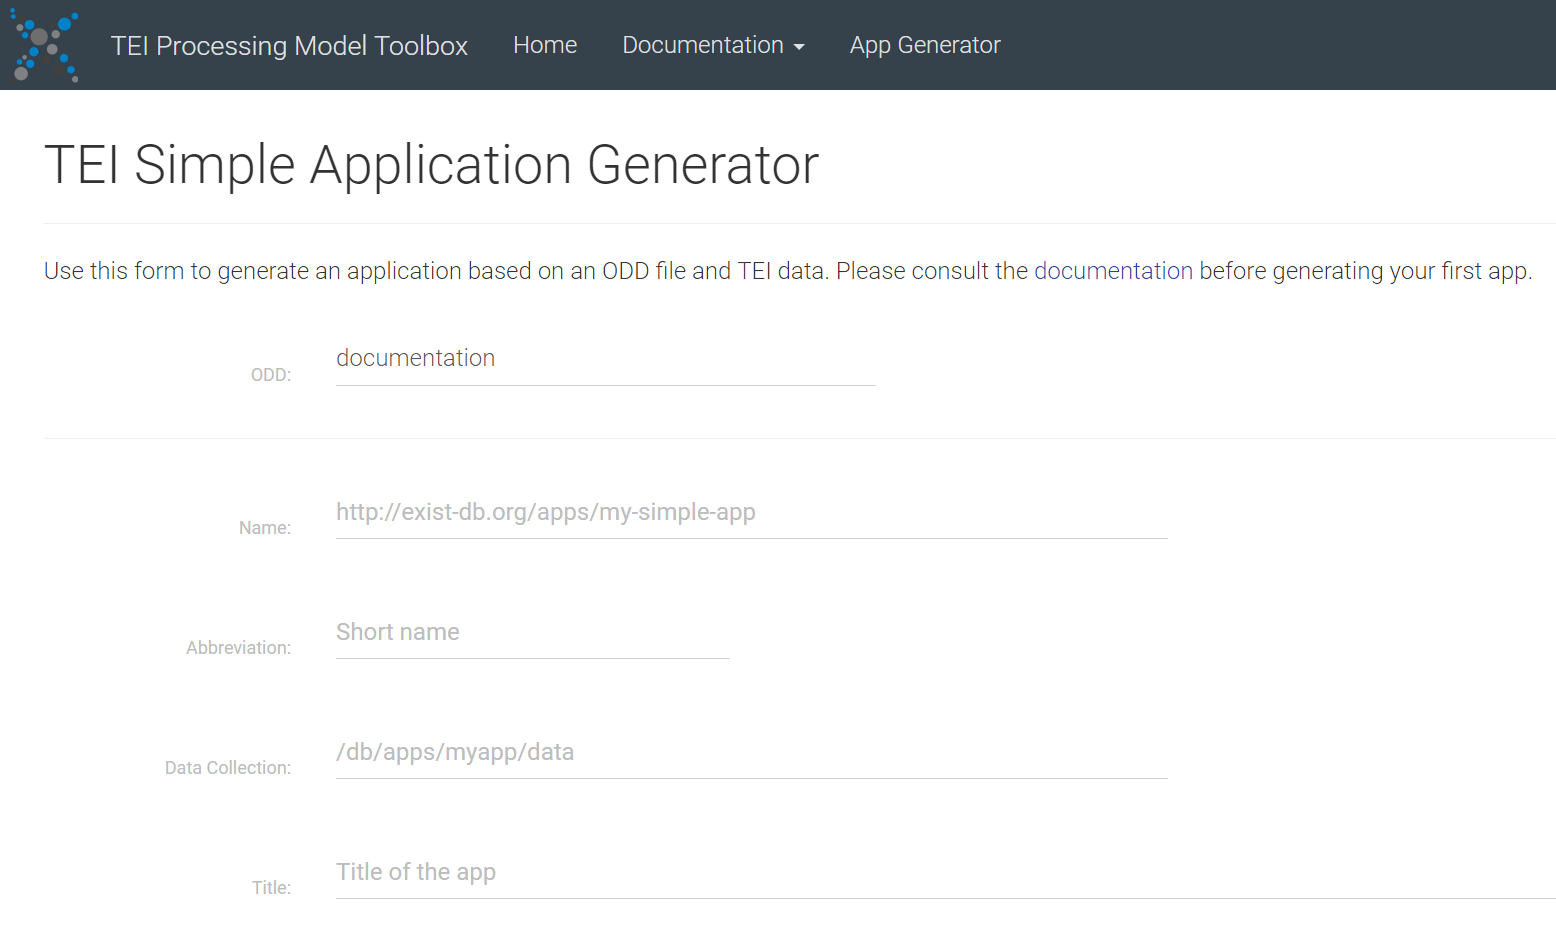 TEI Processing Model Toolbox Home Documentation App Generator
TEI Simple Application Generator
Use this form to generate an application based on an ODD file and TEI data. Please consult the documentation before generating your first app.
ODD: documentation
Name: http://exist-db.org/apps/my-simple-app
Abbreviation: Short name
Data Collection: /db/apps/myapp/data
Title: Title of the app